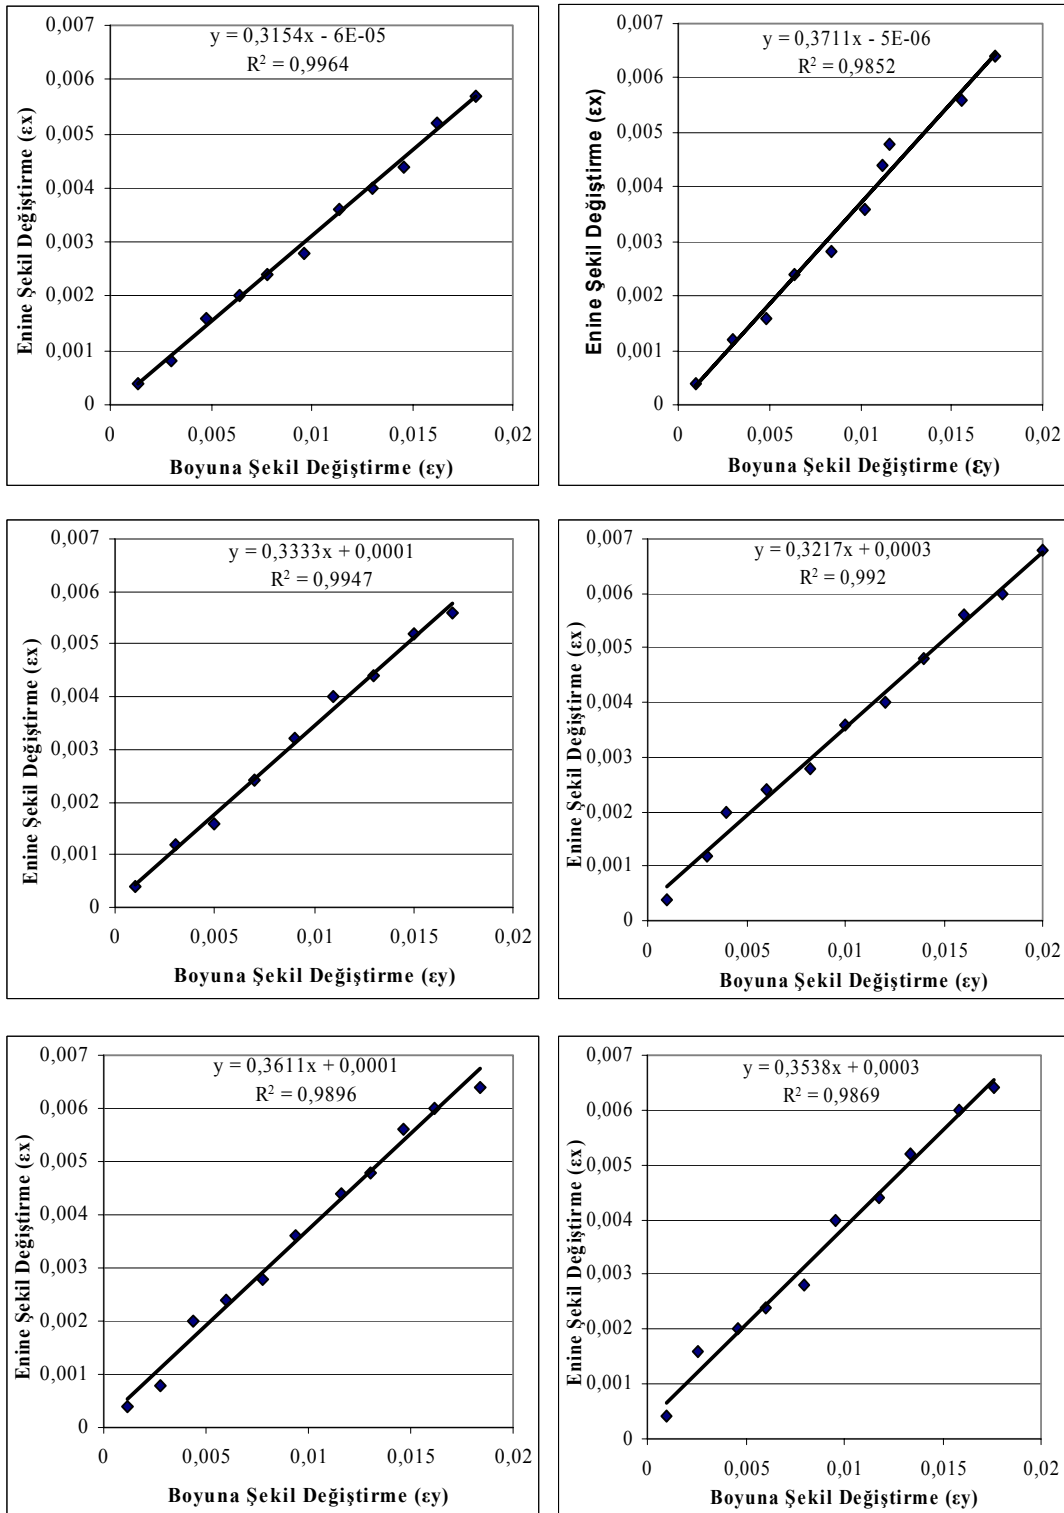 y = 0,3154x - 6E-05
R² = 0,9964
0,007
0,006
0,005
0,004
0,003
0,002
0,001
0
0 0,005 0,01 0,015 0,02
Enine Şekil Değiştirme (εx)
Boyuna Şekil Değiştirme (εy)
y = 0,3711x - 5E-06
R² = 0,9852
0,007
0,006
0,005
0,004
0,003
0,002
0,001
0
0 0,005 0,01 0,015 0,02
Enine Şekil Değiştirme (εx)
Boyuna Şekil Değiştirme (εy)
y = 0,3333x + 0,0001
R² = 0,9947
0,007
0,006
0,005
0,004
0,003
0,002
0,001
0
0 0,005 0,01 0,015 0,02
Enine Şekil Değiştirme (εx)
Boyuna Şekil Değiştirme (εy)
y = 0,3217x + 0,0003
R² = 0,992
0,007
0,006
0,005
0,004
0,003
0,002
0,001
0
0 0,005 0,01 0,015 0,02
Enine Şekil Değiştirme (εx)
Boyuna Şekil Değiştirme (εy)
y = 0,3611x + 0,0001
R² = 0,9896
0,007
0,006
0,005
0,004
0,003
0,002
0,001
0
0 0,005 0,01 0,015 0,02
Enine Şekil Değiştirme (εx)
Boyuna Şekil Değiştirme (εy)
y = 0,3538x + 0,0003
R² = 0,9869
0,007
0,006
0,005
0,004
0,003
0,002
0,001
0
0 0,005 0,01 0,015 0,02
Enine Şekil Değiştirme (εx)
Boyuna Şekil Değiştirme (εy)